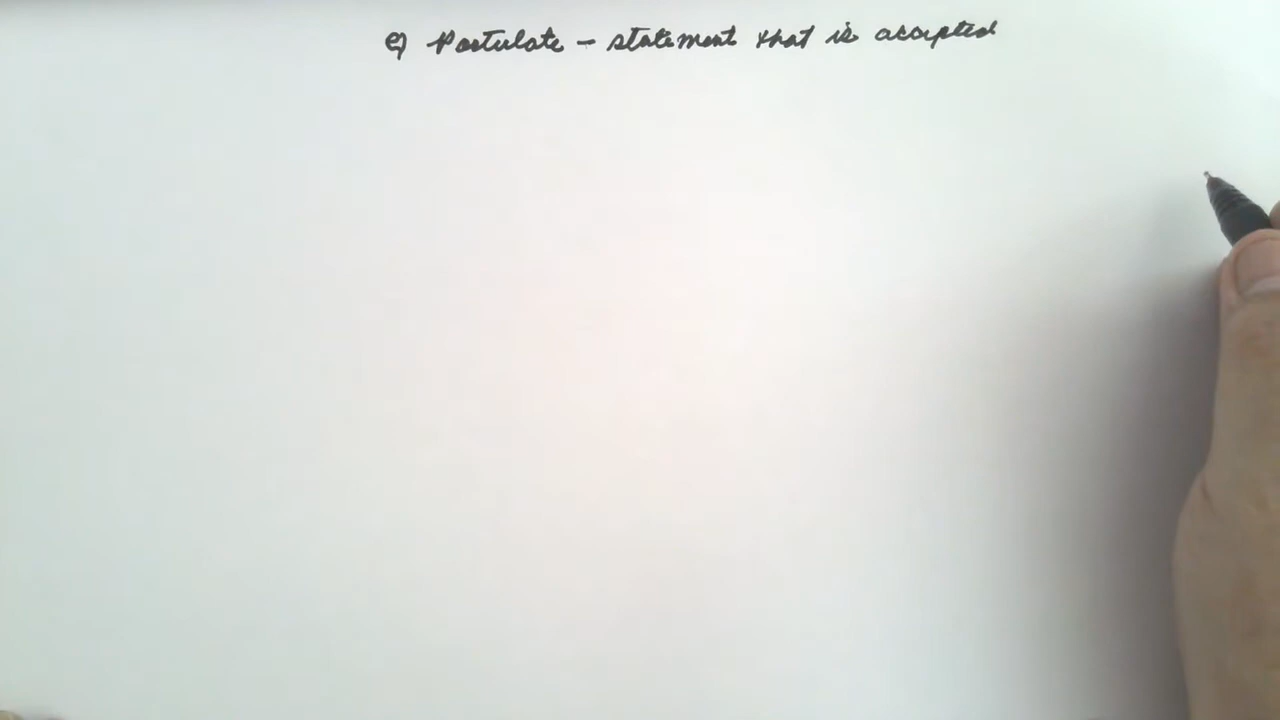 e) Postulate - statement that is accepted